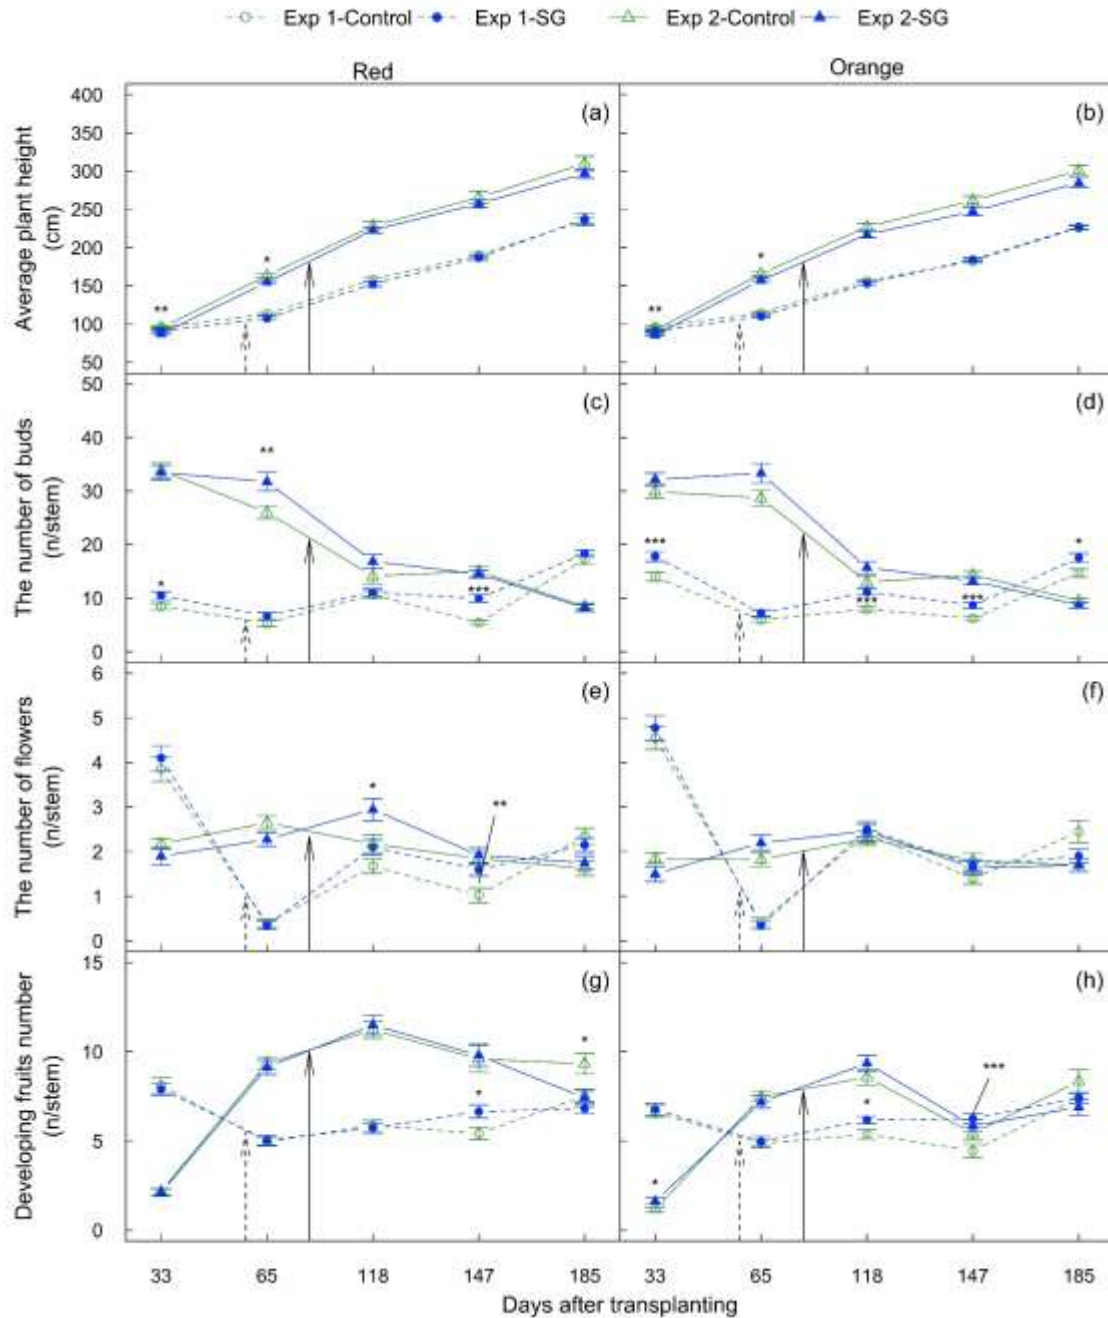 Exp 1-Control Exp 1-SG Exp 2-Control Exp 2-SG
Red Orange
Average plant height
(cm)
400
350
300
250
200
150
100
50
(a)
**
*
(b)
**
*
The number of buds
(n/stem)
50
40
30
20
10
0
(c)
*
**
***
(d)
***
***
***
*
The number of flowers
(n/stem)
6
5
4
3
2
1
0
(e)
*
**
(f)
Developing fruits number
(n/stem)
15
10
5
0
(g)
*
*
(h)
*
*
***
33 65 118 147 185 33 65 118 147 185
Days after transplanting